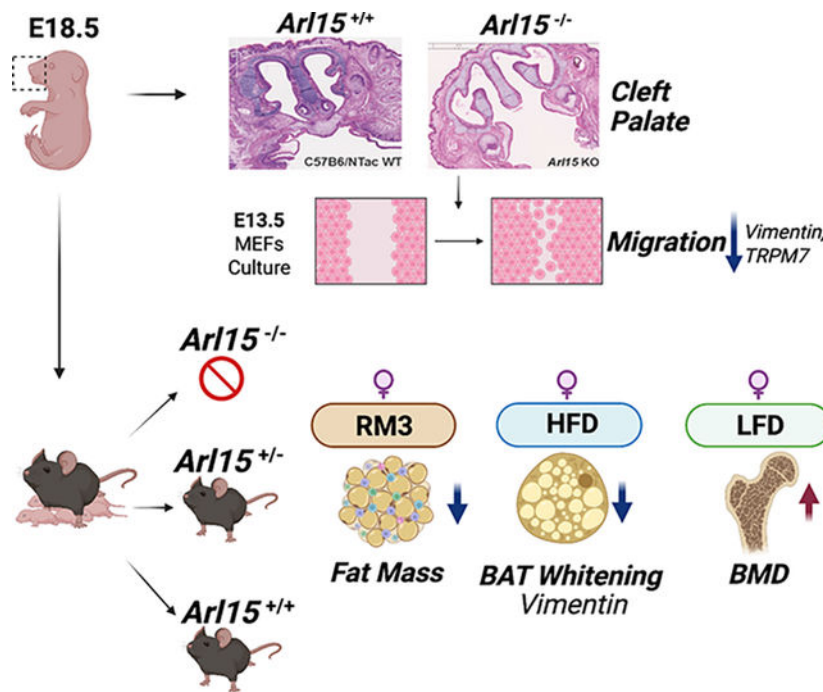 E18.5
Arl15 +/+
Arl15 -/-
C57B6/NTac WT
Arl15 KO
Cleft
Palate
E13.5
MEFs
Culture
Migration
Vimentin,
TRPM7
Arl15 -/-
Arl15 +/-
Arl15 +/+
RM3
HFD
LFD
Fat Mass
BAT Whitening
Vimentin
BMD